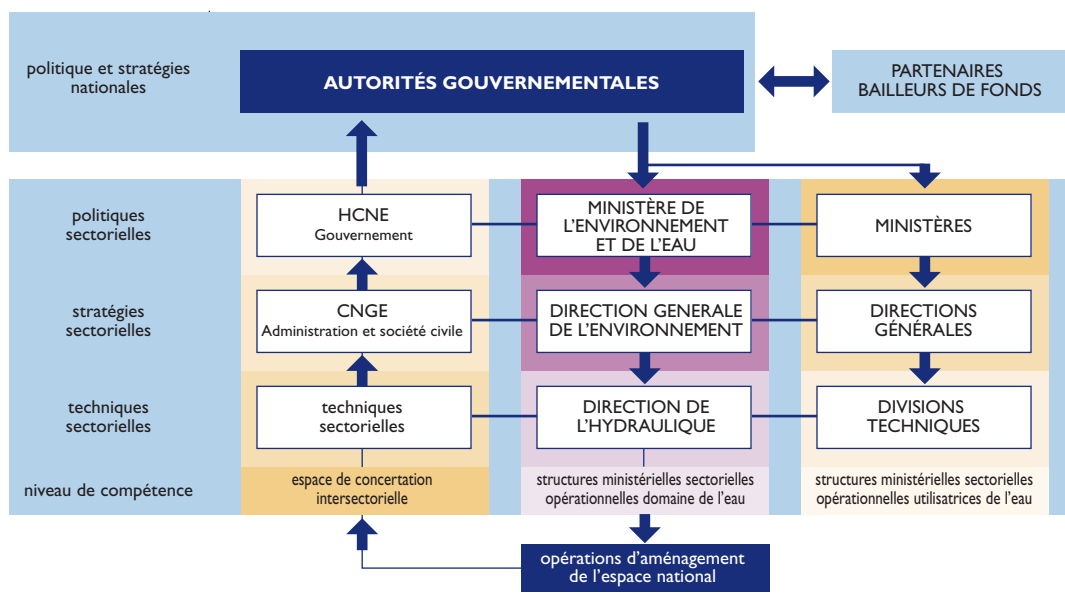 politique et stratégies
nationales
AUTORITÉS GOUVERNEMENTALES
PARTENAIRES
BAILLEURS DE FONDS
politiques
sectorielles
HCNE
Gouvernement
MINISTÈRE DE
L'ENVIRONNEMENT
ET DE L'EAU
MINISTÈRES
stratégies
sectorielles
CNGE
Administration et société civile
DIRECTION GENERALE
DE L'ENVIRONNEMENT
DIRECTIONS
GÉNÉRALES
techniques
sectorielles
techniques
sectorielles
DIRECTION DE
L'HYDRAULIQUE
DIVISIONS
TECHNIQUES
niveau de compétence
espace de concertation
intersectorielle
structures ministérielles sectorielles
opérationnelles domaine de l'eau
structures ministérielles sectorielles
opérationnelles utilisatrices de l'eau
opérations d'aménagement
de l'espace national